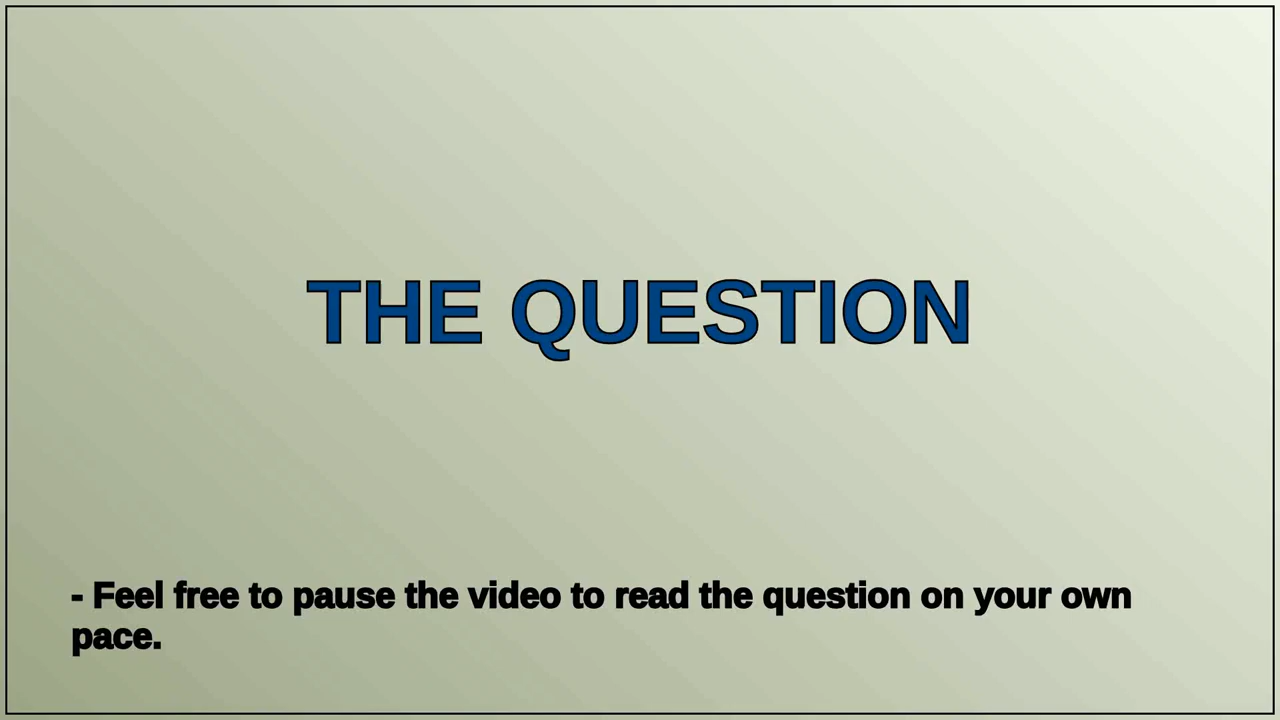 THE QUESTION
- Feel free to pause the video to read the question on your own
pace.